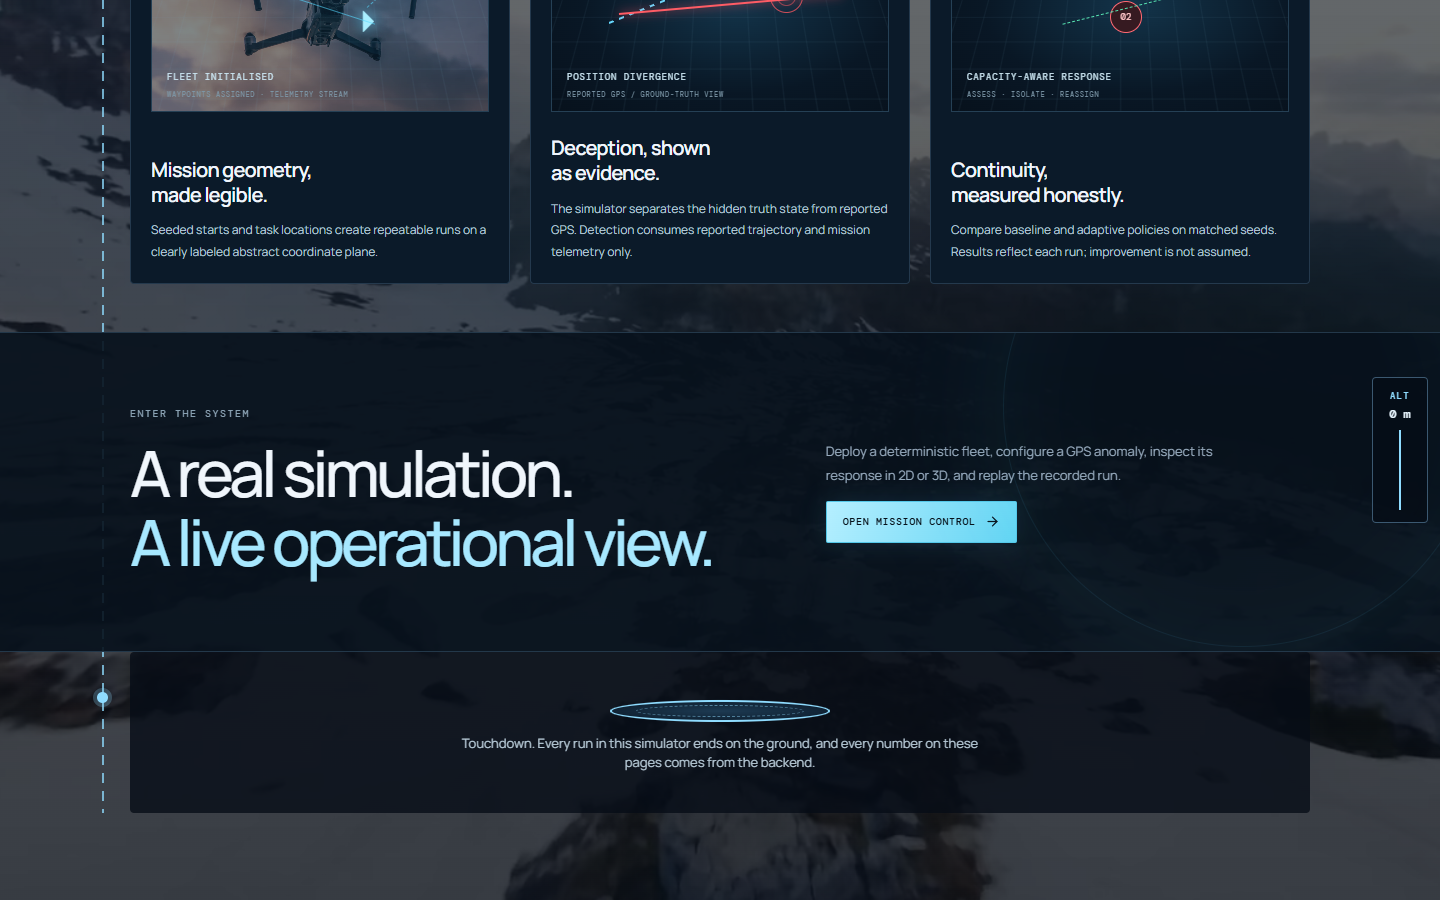 FLEET INITIALISED
WAYPOINTS ASSIGNED · TELEMETRY STREAM
Mission geometry,
made legible.
Seeded starts and task locations create repeatable runs on a
clearly labeled abstract coordinate plane.
POSITION DIVERGENCE
REPORTED GPS / GROUND-TRUTH VIEW
Deception, shown
as evidence.
The simulator separates the hidden truth state from reported
GPS. Detection consumes reported trajectory and mission
telemetry only.
02
CAPACITY-AWARE RESPONSE
ASSESS · ISOLATE · REASSIGN
Continuity,
measured honestly.
Compare baseline and adaptive policies on matched seeds.
Results reflect each run; improvement is not assumed.
ENTER THE SYSTEM
A real simulation.
A live operational view.
Deploy a deterministic fleet, configure a GPS anomaly, inspect its
response in 2D or 3D, and replay the recorded run.
OPEN MISSION CONTROL →
ALT
0 m
Touchdown. Every run in this simulator ends on the ground, and every number on these
pages comes from the backend.